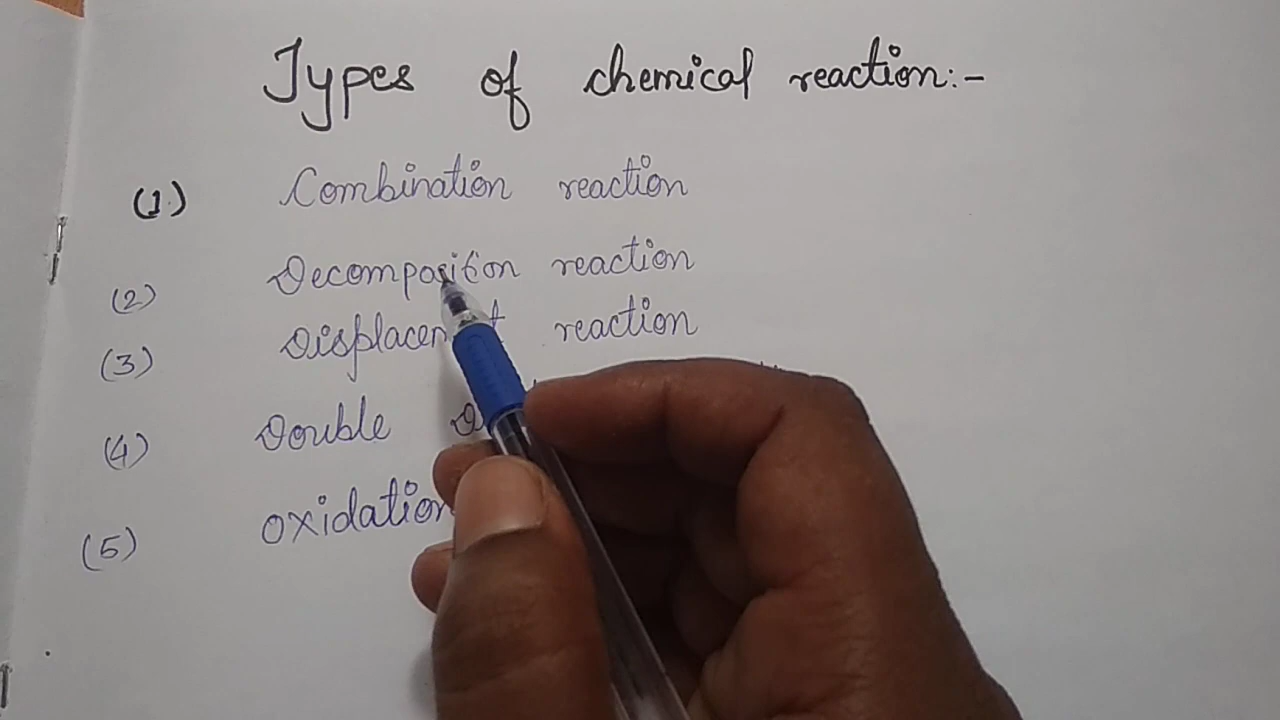 Types of chemical reaction:-
(1.) Combination reaction
(2) Decomposition reaction
(3) reaction
(4) Double
(5) oxidation